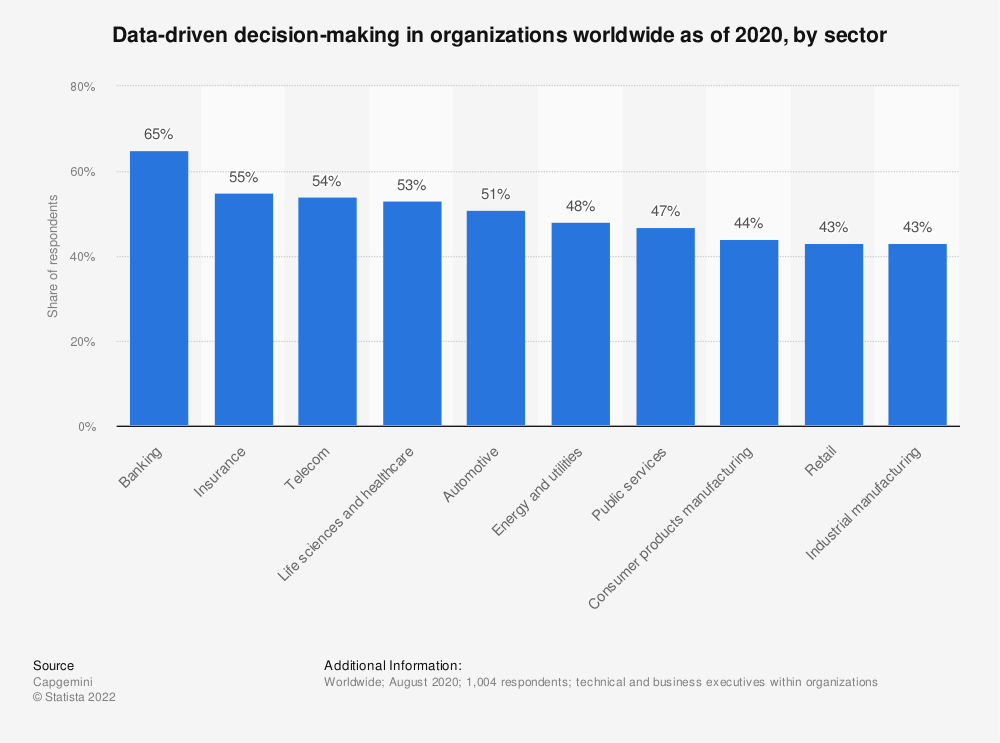 Data-driven decision-making in organizations worldwide as of 2020, by sector
Share of respondents
80%
60%
40%
20%
0%
65%
55%
54%
53%
51%
48%
47%
44%
43%
43%
Banking
Insurance
Telecom
Life sciences and healthcare
Automotive
Energy and utilities
Public services
Consumer products manufacturing
Retail
Industrial manufacturing
Source
Capgemini
© Statista 2022
Additional Information:
Worldwide; August 2020; 1,004 respondents; technical and business executives within organizations